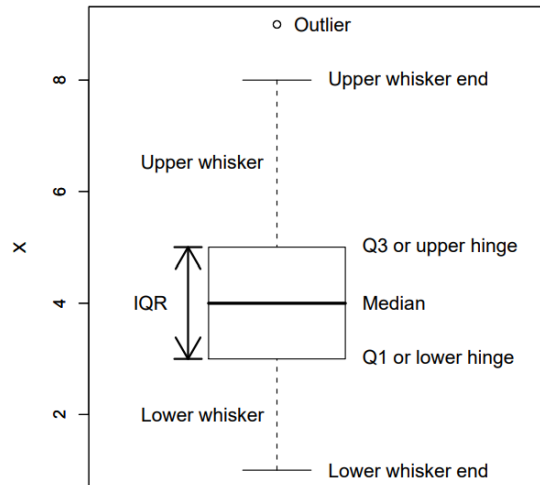 Outlier
8
Upper whisker end
Upper whisker
6
Q3 or upper hinge
X
IQR
4
Median
Q1 or lower hinge
2
Lower whisker
Lower whisker end